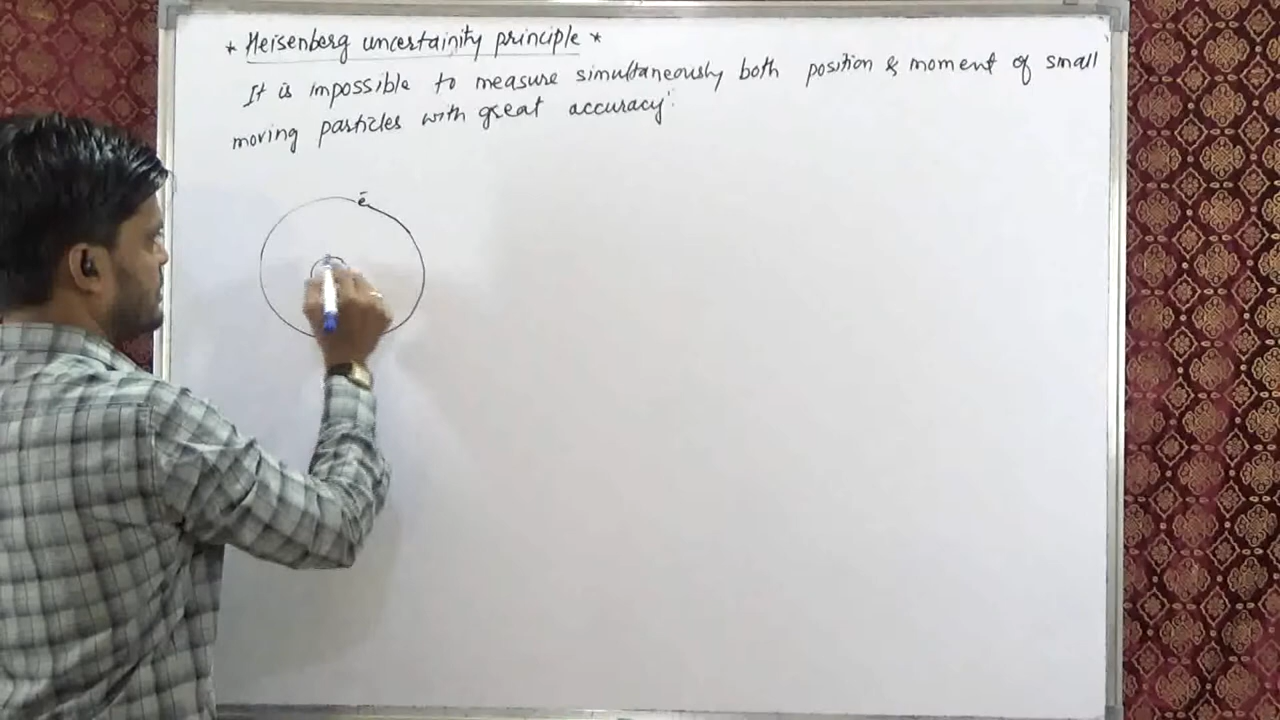 * Heisenberg uncertainity principle *
It is impossible to measure simultaneously both position & moment of small
moving particles with great accuracy.
ē